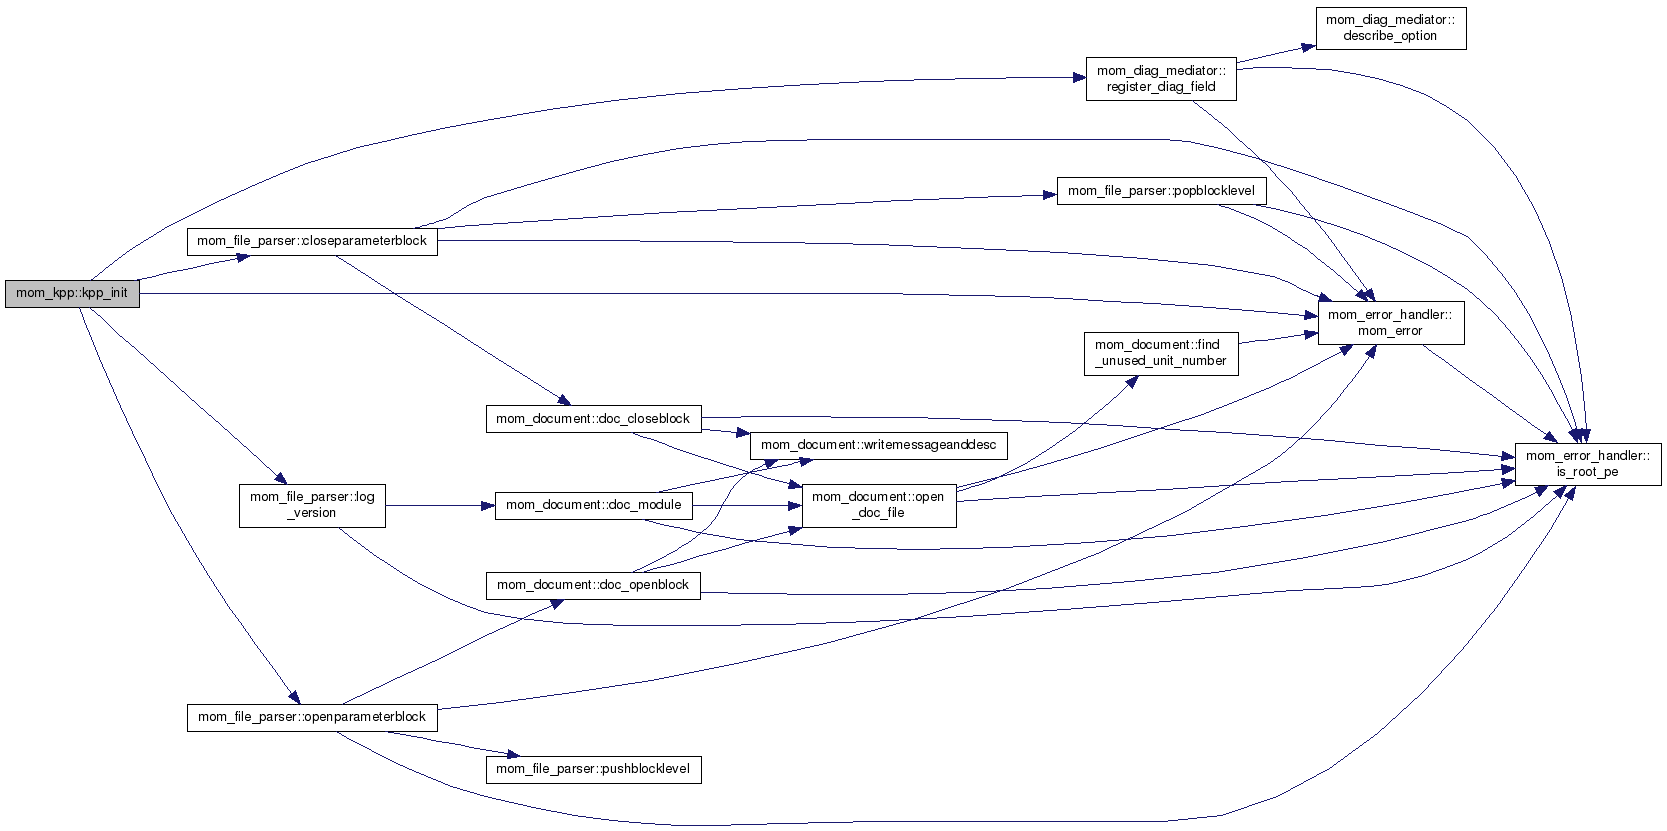 mom_diag_mediator::
describe_option
mom_diag_mediator::
register_diag_field
mom_file_parser::popblocklevel
mom_file_parser::closeparameterblock
mom_kpp::kpp_init
mom_error_handler::
mom_error
mom_document::find
_unused_unit_number
mom_document::doc_closeblock
mom_document::writemessageanddesc
mom_error_handler::
is_root_pe
mom_file_parser::log
_version
mom_document::doc_module
mom_document::open
_doc_file
mom_document::doc_openblock
mom_file_parser::openparameterblock
mom_file_parser::pushblocklevel